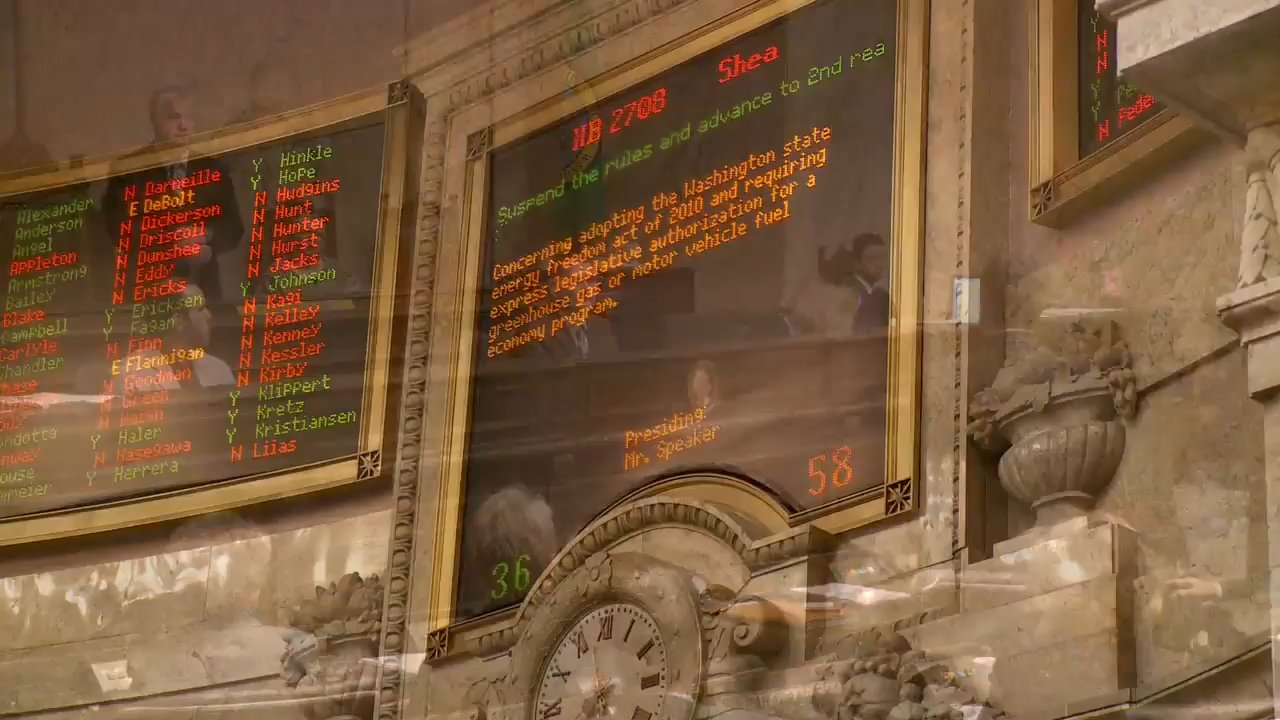 Alexander
Anderson
Angel
Appleton
Armstrong
Bailey
Blake
Campbell
Carlyle
Chandler
N Darneille
E DeBolt
N Dickerson
N Driscoll
N Dunshee
N Eddy
N Ericks
Y Ericksen
Y Fagan
N Finn
E Flannigan
N Goodman
N Green
Y Haler
N Hasegawa
Y Herrera
Y Hinkle
Y Hope
N Hudgins
N Hunt
N Hunter
N Hurst
N Jacks
Y Johnson
N Kagi
N Kelley
N Kenney
N Kessler
N Kirby
Y Klippert
Y Kretz
Y Kristiansen
N Liias
HB 2708 Shea
Suspend the rules and advance to 2nd rea
Concerning adopting the Washington state
energy freedom act of 2010 and requiring
express legislative authorization for a
greenhouse gas or motor vehicle fuel
economy program.
Presiding:
Mr. Speaker
36
58
Y
N
N
Y
Y Pe
N Fede